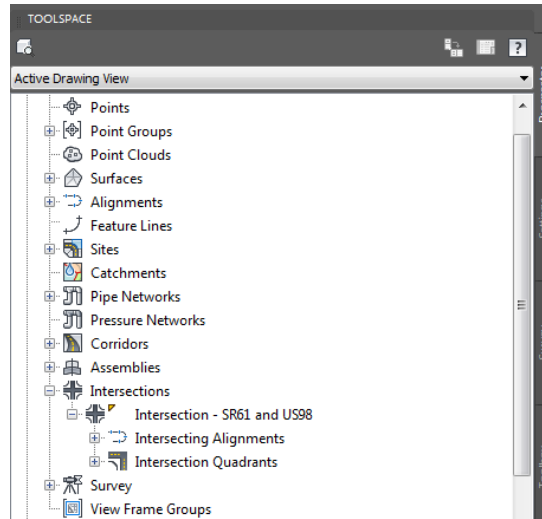 TOOLSPACE
?
Active Drawing View
Points
Point Groups
Point Clouds
Surfaces
Alignments
Feature Lines
Sites
Catchments
Pipe Networks
Pressure Networks
Corridors
Assemblies
Intersections
Intersection - SR61 and US98
Intersecting Alignments
Intersection Quadrants
Survey
View Frame Groups